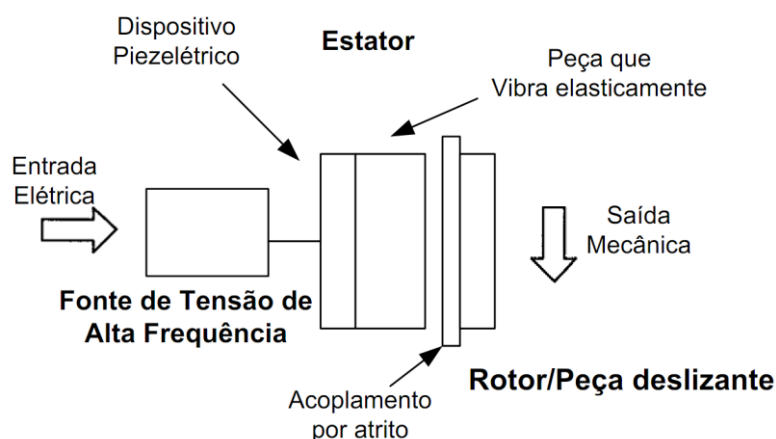 Dispositivo
Piezelétrico
Estator
Peça que
Vibra elasticamente
Entrada
Elétrica
Saída
Mecânica
Fonte de Tensão de
Alta Frequência
Rotor/Peça deslizante
Acoplamento
por atrito